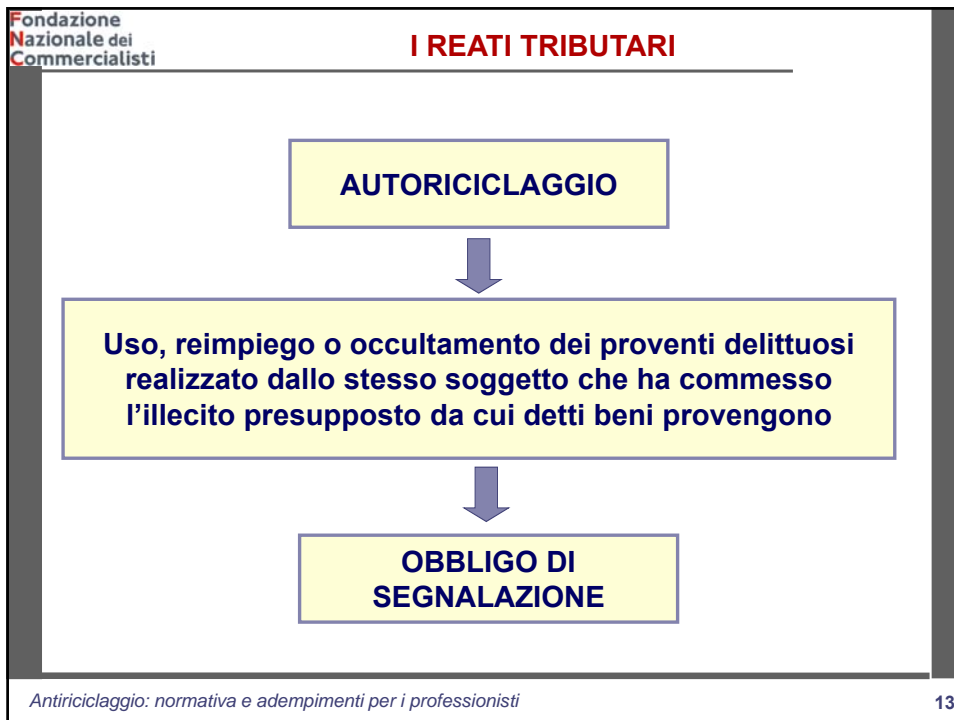 Fondazione
Nazionale dei
Commercialisti
I REATI TRIBUTARI
AUTORICICLAGGIO
Uso, reimpiego o occultamento dei proventi delittuosi
realizzato dallo stesso soggetto che ha commesso
l'illecito presupposto da cui detti beni provengono
OBBLIGO DI
SEGNALAZIONE
Antiriciclaggio: normativa e adempimenti per i professionisti
13